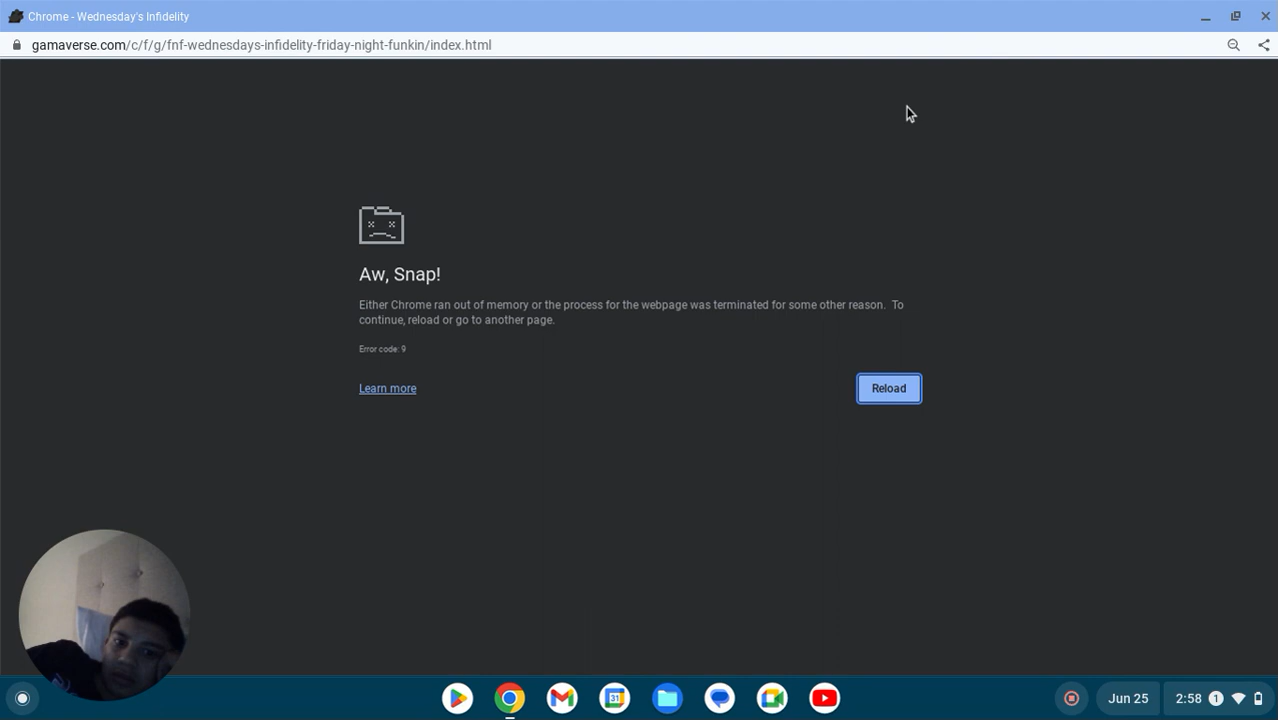 Chrome - Wednesday's Infidelity
gamaverse.com/c/f/g/fnf-wednesdays-infidelity-friday-night-funkin/index.html
Aw, Snap!
Either Chrome ran out of memory or the process for the webpage was terminated for some other reason. To
continue, reload or go to another page.
Error code: 9
Learn more
Reload
31
Jun 25
2:58
1